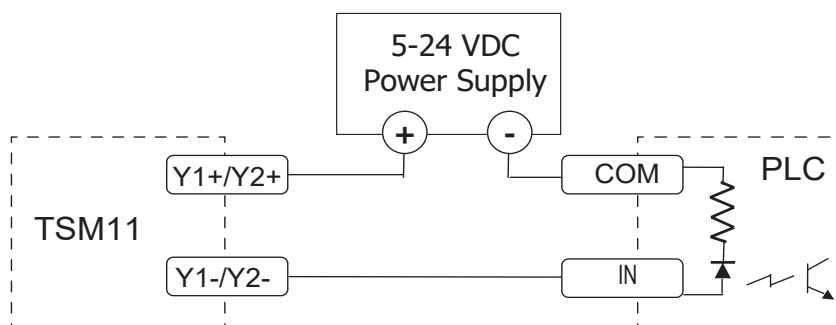 5-24 VDC
Power Supply
+
-
Y1+/Y2+
COM
PLC
TSM11
Y1-/Y2-
IN